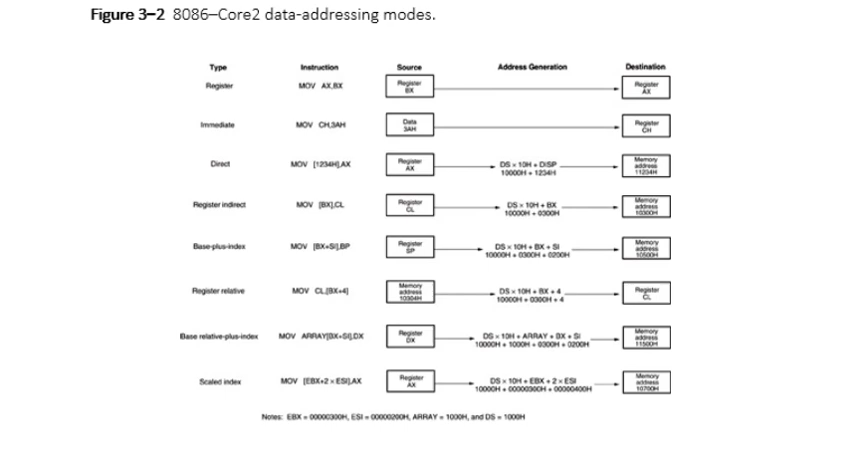 Figure 3–2 8086–Core2 data-addressing modes.
Type Instruction Source Address Generation Destination
Register MOV AX,BX Register BX Register AX
Immediate MOV CH,3AH Data 3AH Register CH
Direct MOV [1234H],AX Register AX DS × 10H + DISP 10000H + 1234H Memory address 11234H
Register indirect MOV [BX],CL Register CL DS × 10H + BX 10000H + 0300H Memory address 10300H
Base-plus-index MOV [BX+SI],BP Register SP DS × 10H + BX + SI 10000H + 0300H + 0200H Memory address 10500H
Register relative MOV CL,[BX+4] Memory address 10304H DS × 10H + BX + 4 10000H + 0300H + 4 Register CL
Base relative-plus-index MOV ARRAY[BX+SI],DX Register DX DS × 10H + ARRAY + BX + SI 10000H + 1000H + 0300H + 0200H Memory address 11500H
Scaled index MOV [EBX+2 × ESI],AX Register AX DS × 10H + EBX + 2 × ESI 10000H + 00000300H + 00000400H Memory address 10700H
Notes: EBX = 00000300H, ESI = 00000200H, ARRAY = 1000H, and DS = 1000H